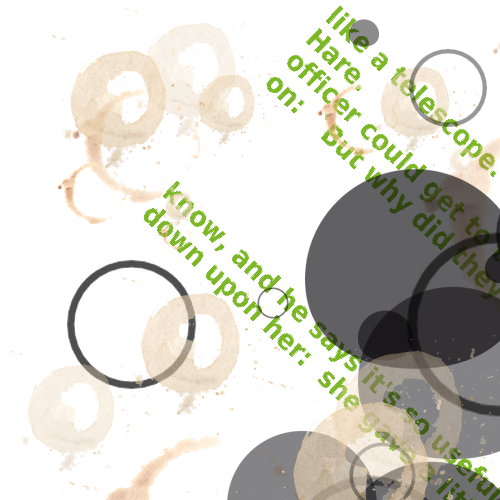 like a telescope.
Hare
officer could get to
on: But why did they
know, and he says it's so useful
down upon her: she gave a